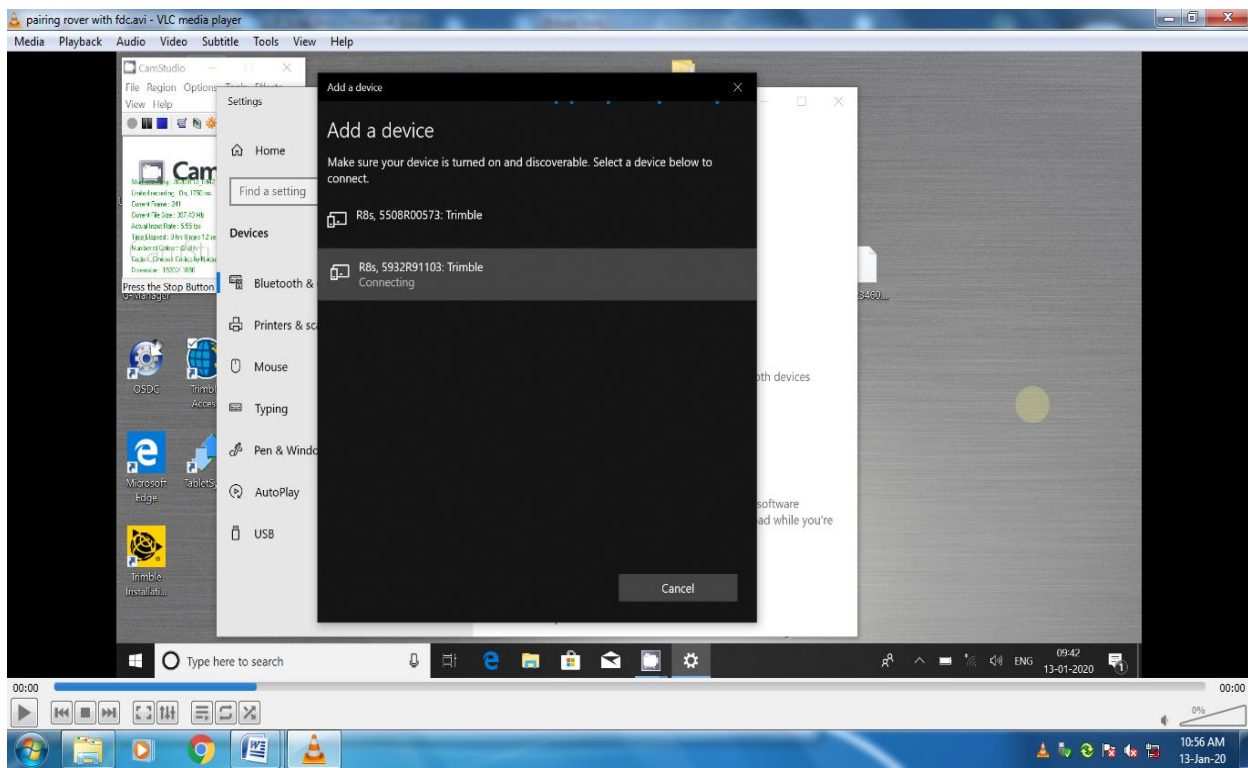 pairing rover with fdc.avi - VLC media player
Media Playback Audio Video Subtitle Tools View Help
CamStudio
File Region Options
View Help
Cam
Press the Stop Button
Settings
Home
Find a setting
Devices
Bluetooth &
Printers & sc
Mouse
Typing
Pen & Windo
AutoPlay
USB
Add a device
Add a device
Make sure your device is turned on and discoverable. Select a device below to
connect.
R8s, 5508R00573: Trimble
R8s, 5932R91103: Trimble
Connecting
Cancel
oth devices
software
ad while you're
OSDC
Trimbl
Acces
Microsoft
Edge
TabletSy
Trimble
Installati...
Type here to search
ENG
09:42
13-01-2020
00:00
00:00
0%
10:56 AM
13-Jan-20